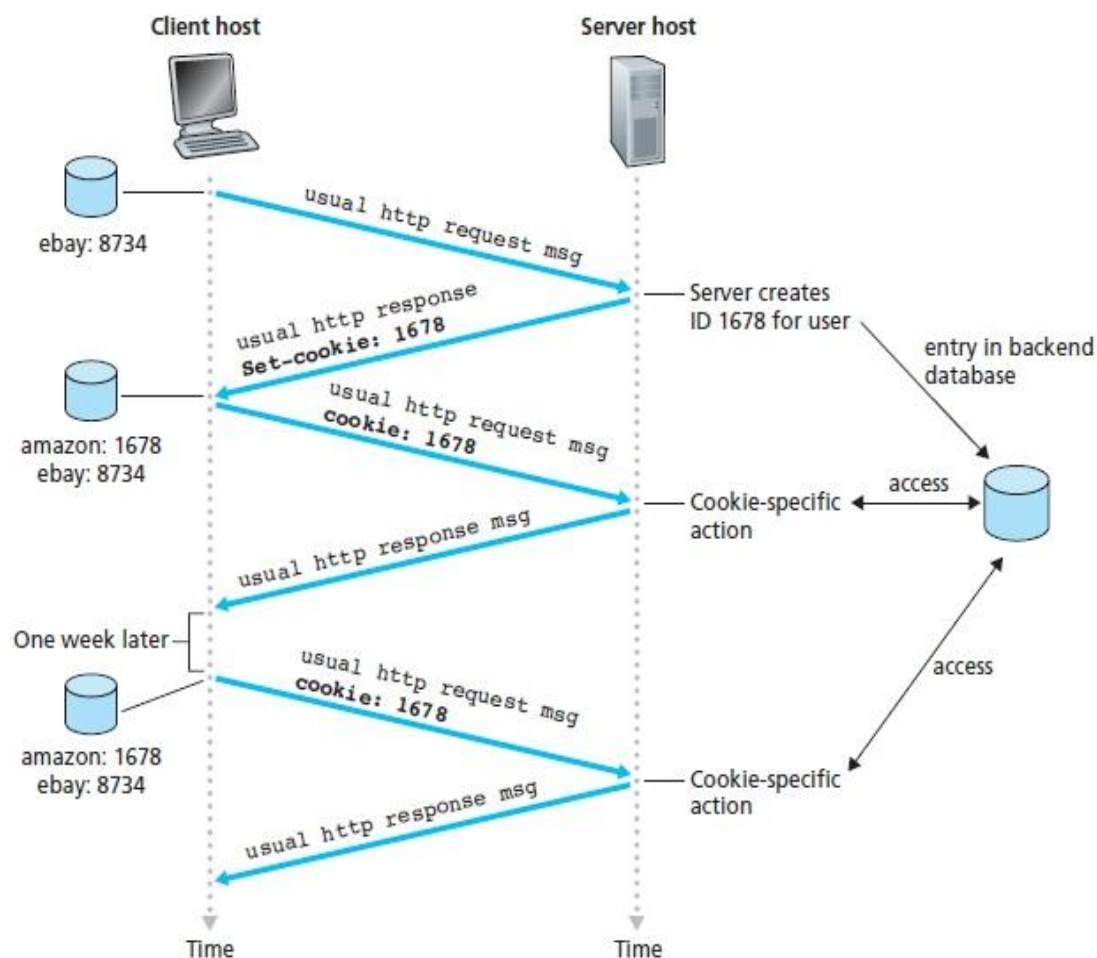 Client host
Server host
usual http request msg
ebay: 8734
Server creates
ID 1678 for user
usual http response
Set-cookie: 1678
entry in backend
database
usual http request msg
cookie: 1678
amazon: 1678
ebay: 8734
access
Cookie-specific
action
usual http response msg
One week later
usual http request msg
cookie: 1678
access
amazon: 1678
ebay: 8734
Cookie-specific
action
usual http response msg
Time
Time